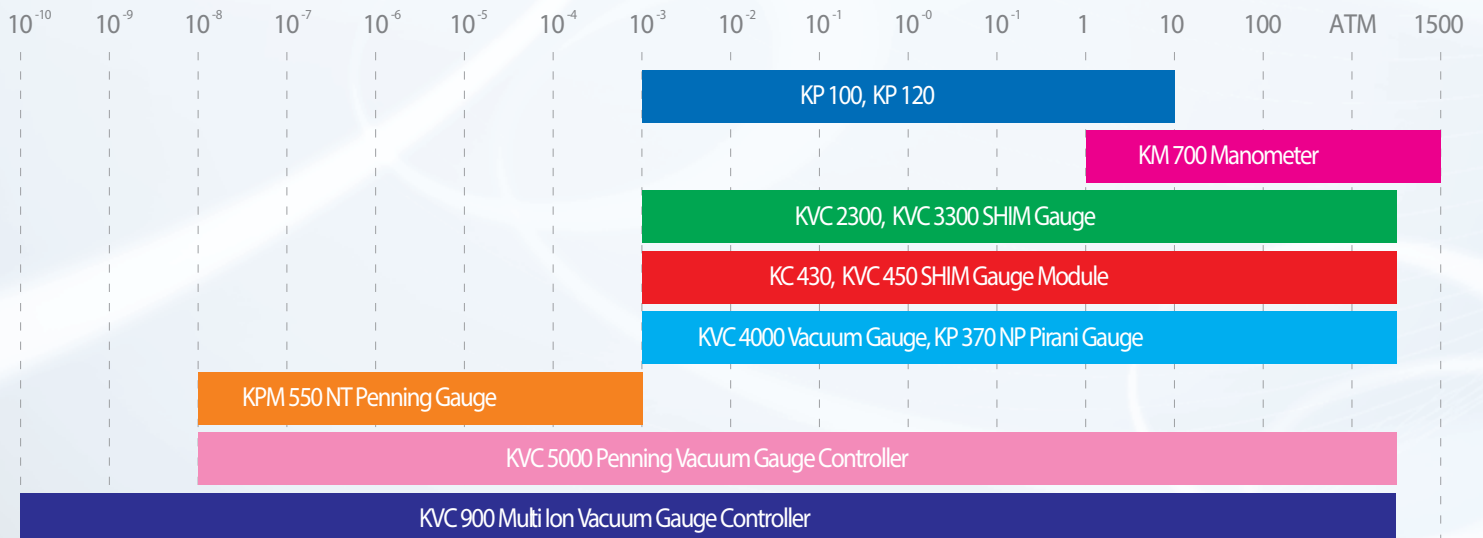 10⁻¹⁰ 10⁻⁹ 10⁻⁸ 10⁻⁷ 10⁻⁶ 10⁻⁵ 10⁻⁴ 10⁻³ 10⁻² 10⁻¹ 10⁻⁰ 10⁻¹ 1 10 100 ATM 1500
KP 100, KP 120
KM 700 Manometer
KVC 2300, KVC 3300 SHIM Gauge
KC 430, KVC 450 SHIM Gauge Module
KVC 4000 Vacuum Gauge, KP 370 NP Pirani Gauge
KPM 550 NT Penning Gauge
KVC 5000 Penning Vacuum Gauge Controller
KVC 900 Multi Ion Vacuum Gauge Controller